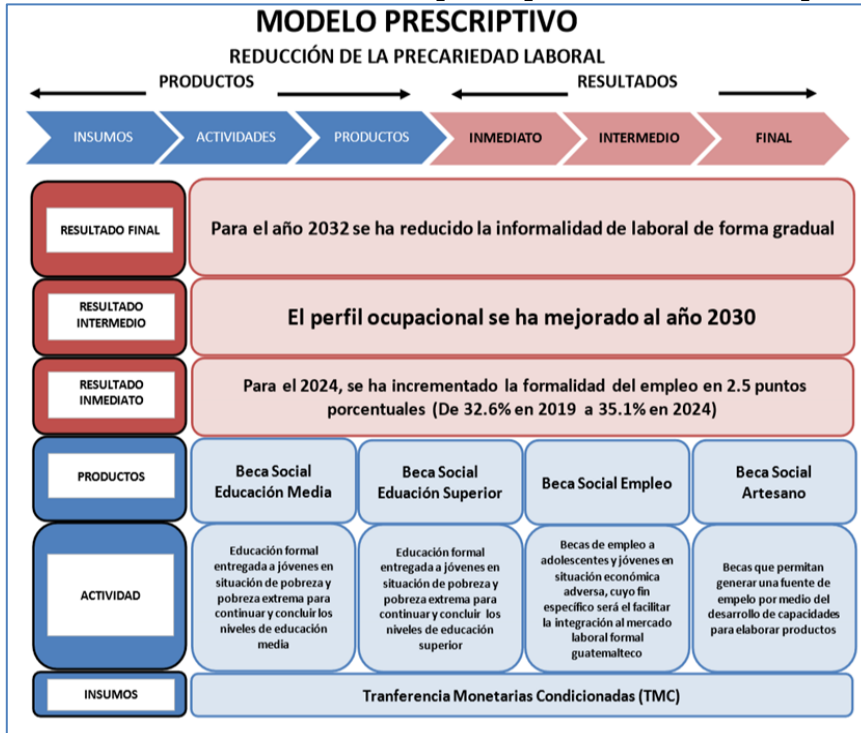 MODELO PRESCRIPTIVO
REDUCCIÓN DE LA PRECARIEDAD LABORAL
PRODUCTOS
RESULTADOS
INSUMOS
ACTIVIDADES
PRODUCTOS
INMEDIATO
INTERMEDIO
FINAL
RESULTADO FINAL
Para el año 2032 se ha reducido la informalidad de laboral de forma gradual
RESULTADO
INTERMEDIO
El perfil ocupacional se ha mejorado al año 2030
RESULTADO
INMEDIATO
Para el 2024, se ha incrementado la formalidad del empleo en 2.5 puntos
porcentuales (De 32.6% en 2019 a 35.1% en 2024)
PRODUCTOS
Beca Social
Educación Media
Beca Social
Eduación Superior
Beca Social Empleo
Beca Social
Artesano
ACTIVIDAD
Educación formal
entregada a jóvenes en
situación de pobreza y
pobreza extrema para
continuar y concluir los
niveles de educación
media
Educación formal
entregada a jóvenes en
situación de pobreza y
pobreza extrema para
continuar y concluir los
niveles de educación
superior
Becas de empleo a
adolescentes y jóvenes en
situación económica
adversa, cuyo fin
específico será el facilitar
la integración al mercado
laboral formal
guatemalteco
Becas que permitan
generar una fuente de
empelo por medio del
desarrollo de capacidades
para elaborar productos
INSUMOS
Tranferencia Monetarias Condicionadas (TMC)